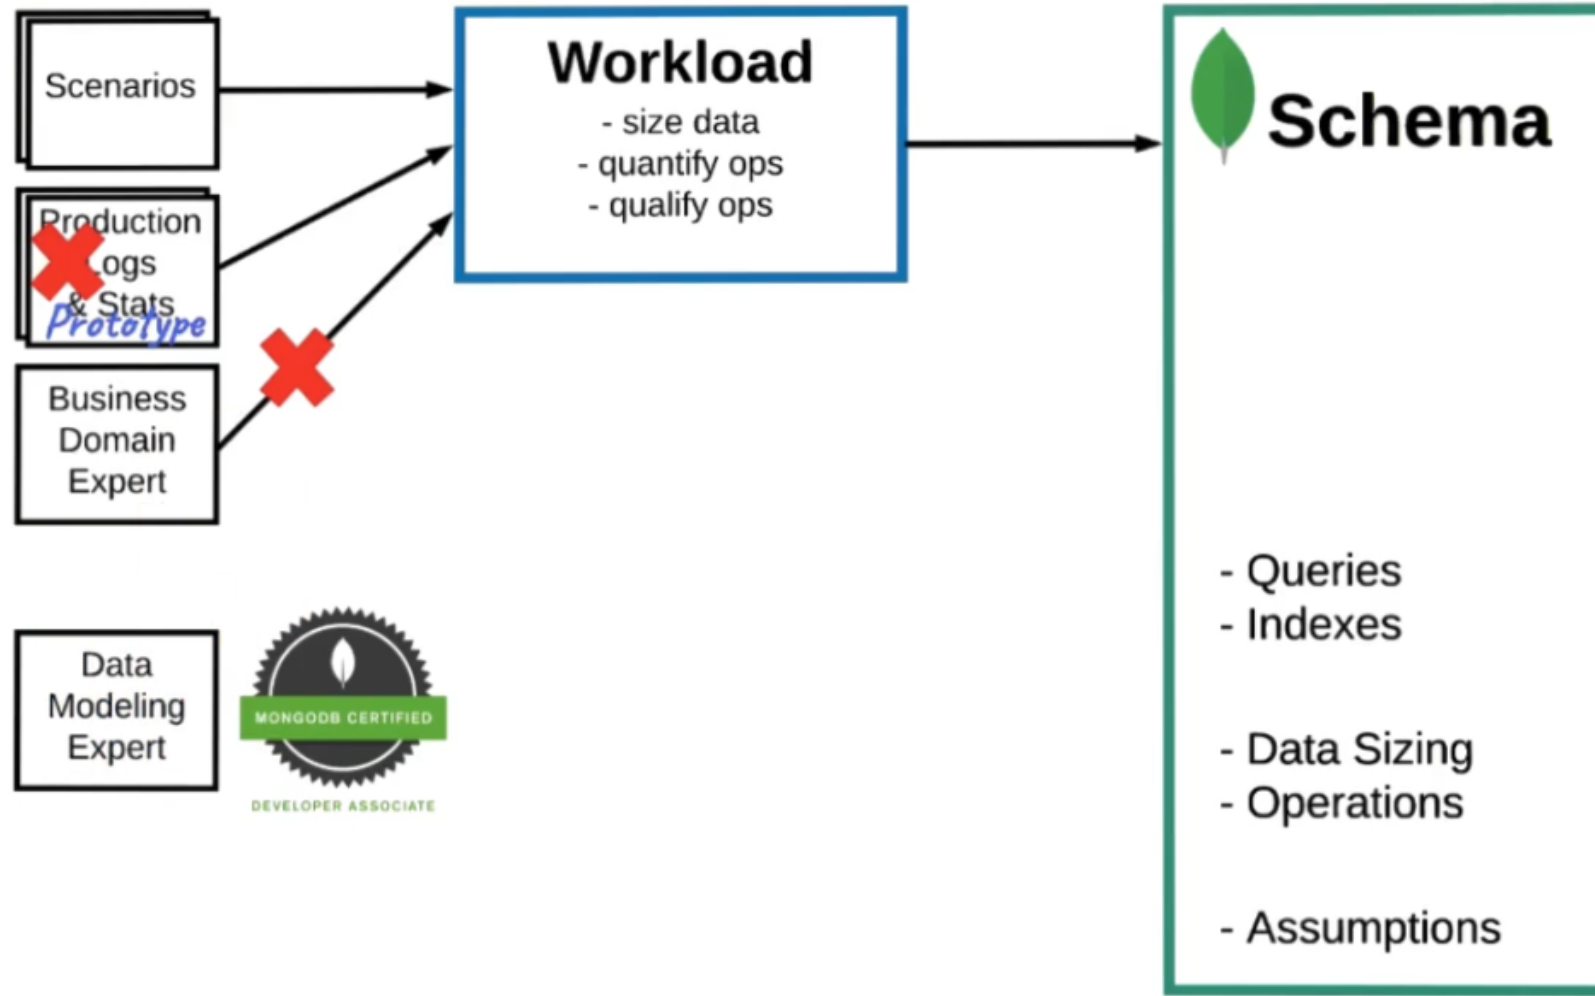 Scenarios
Production
Logs
& Stats
Prototype
Business
Domain
Expert
Data
Modeling
Expert
MONGODB CERTIFIED
DEVELOPER ASSOCIATE
Workload
- size data
- quantify ops
- qualify ops
Schema
- Queries
- Indexes
- Data Sizing
- Operations
- Assumptions